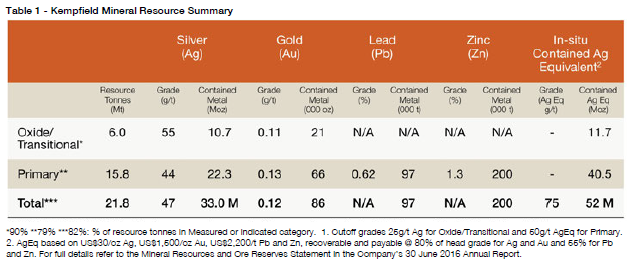 Table 1 - Kempfield Mineral Resource Summary
Silver (Ag) Gold (Au) Lead (Pb) Zinc (Zn) In-situ Contained Ag Equivalent2
Resource Tonnes (Mt) Grade (g/t) Contained Metal (Moz) Grade (g/t) Contained Metal (000 oz) Grade (%) Contained Metal (000 t) Grade (%) Contained Metal (000 t) Grade (Ag Eq g/t) Contained Ag Eq (Moz)
Oxide/ Transitional* 6.0 55 10.7 0.11 21 N/A N/A N/A N/A - 11.7
Primary** 15.8 44 22.3 0.13 66 0.62 97 1.3 200 - 40.5
Total*** 21.8 47 33.0 M 0.12 86 N/A 97 N/A 200 75 52 M
*90% **79% ***82%: % of resource tonnes in Measured or Indicated category. 1. Cutoff grades 25g/t Ag for Oxide/Transitional and 50g/t AgEq for Primary.
2. AgEq based on US$30/oz Ag, US$1,500/oz Au, US$2,200/t Pb and Zn, recoverable and payable @ 80% of head grade for Ag and Au and 55% for Pb
and Zn. For full details refer to the Mineral Resources and Ore Reserves Statement in the Company's 30 June 2016 Annual Report.